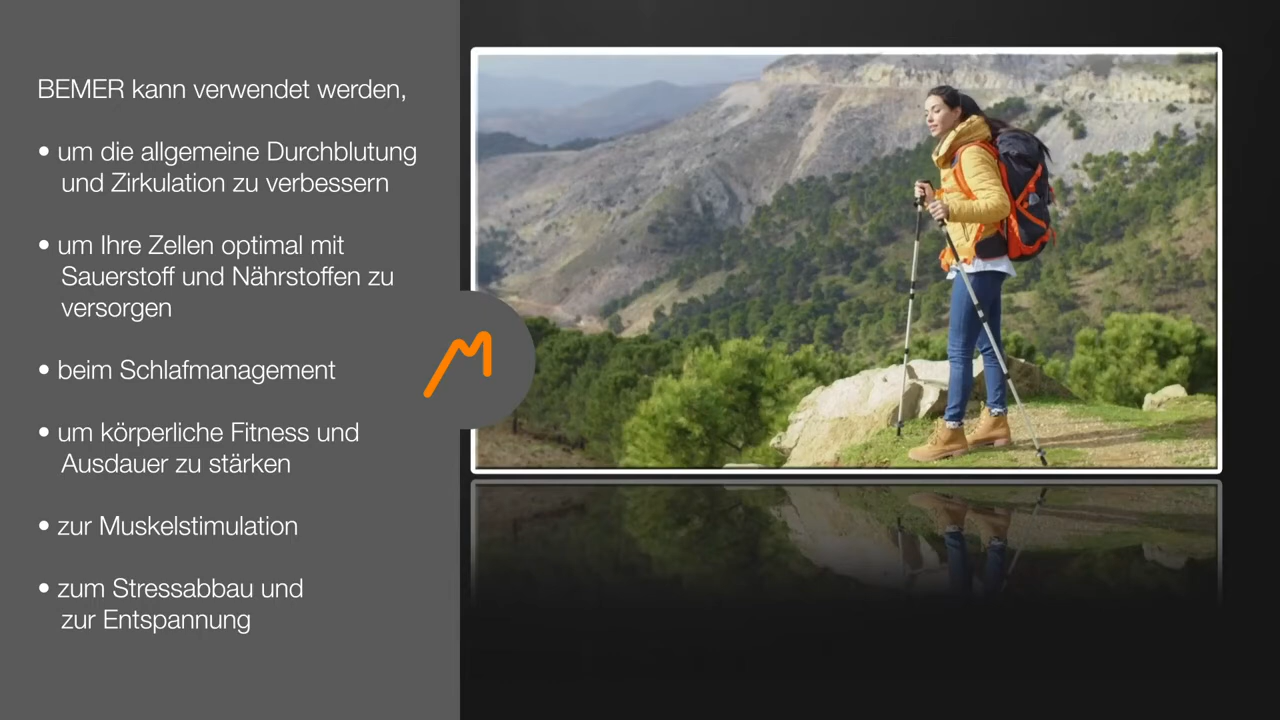 BEMER kann verwendet werden,
• um die allgemeine Durchblutung
und Zirkulation zu verbessern
• um Ihre Zellen optimal mit
Sauerstoff und Nährstoffen zu
versorgen
• beim Schlafmanagement
• um körperliche Fitness und
Ausdauer zu stärken
• zur Muskelstimulation
• zum Stressabbau und
zur Entspannung